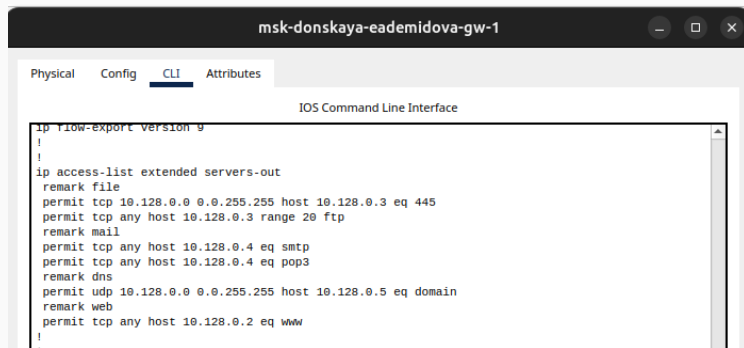 msk-donskaya-eademidova-gw-1
Physical Config CLI Attributes
IOS Command Line Interface
ip flow-export version 9
!
!
ip access-list extended servers-out
remark file
permit tcp 10.128.0.0 0.0.255.255 host 10.128.0.3 eq 445
permit tcp any host 10.128.0.3 range 20 ftp
remark mail
permit tcp any host 10.128.0.4 eq smtp
permit tcp any host 10.128.0.4 eq pop3
remark dns
permit udp 10.128.0.0 0.0.255.255 host 10.128.0.5 eq domain
remark web
permit tcp any host 10.128.0.2 eq www
!